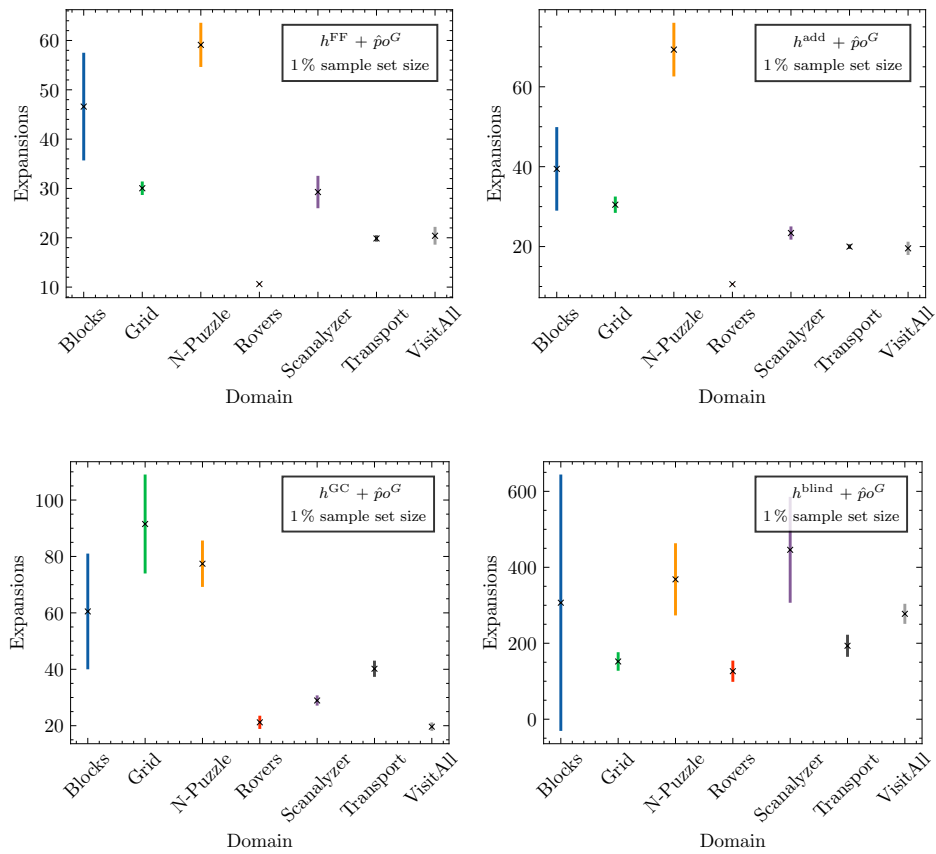 h^FF + p̂o^G
1 % sample set size
Expansions
60
50
40
30
20
10
Blocks
Grid
N-Puzzle
Rovers
Scanalyzer
Transport
VisitAll
Domain
h^add + p̂o^G
1 % sample set size
Expansions
60
40
20
Blocks
Grid
N-Puzzle
Rovers
Scanalyzer
Transport
VisitAll
Domain
h^GC + p̂o^G
1 % sample set size
Expansions
100
80
60
40
20
Blocks
Grid
N-Puzzle
Rovers
Scanalyzer
Transport
VisitAll
Domain
h^blind + p̂o^G
1 % sample set size
Expansions
600
400
200
0
Blocks
Grid
N-Puzzle
Rovers
Scanalyzer
Transport
VisitAll
Domain